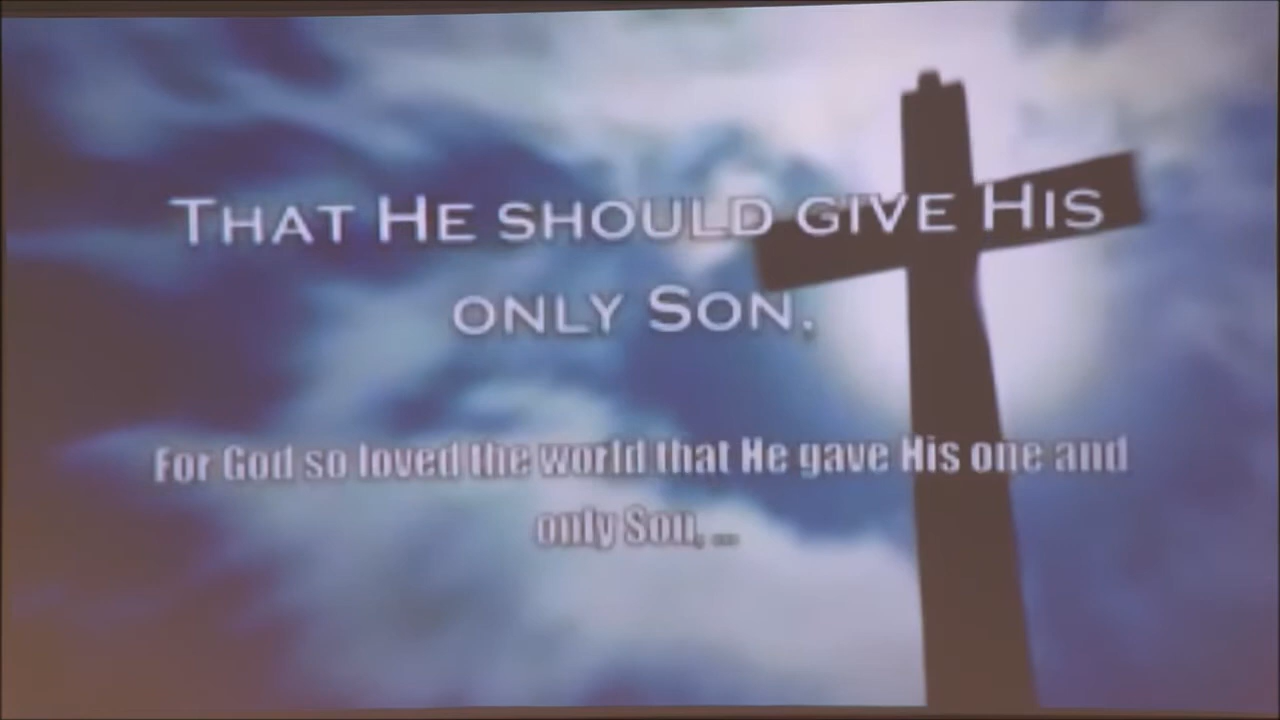 That He should give His
only Son,
For God so loved the world that He gave His one and
only Son, ...